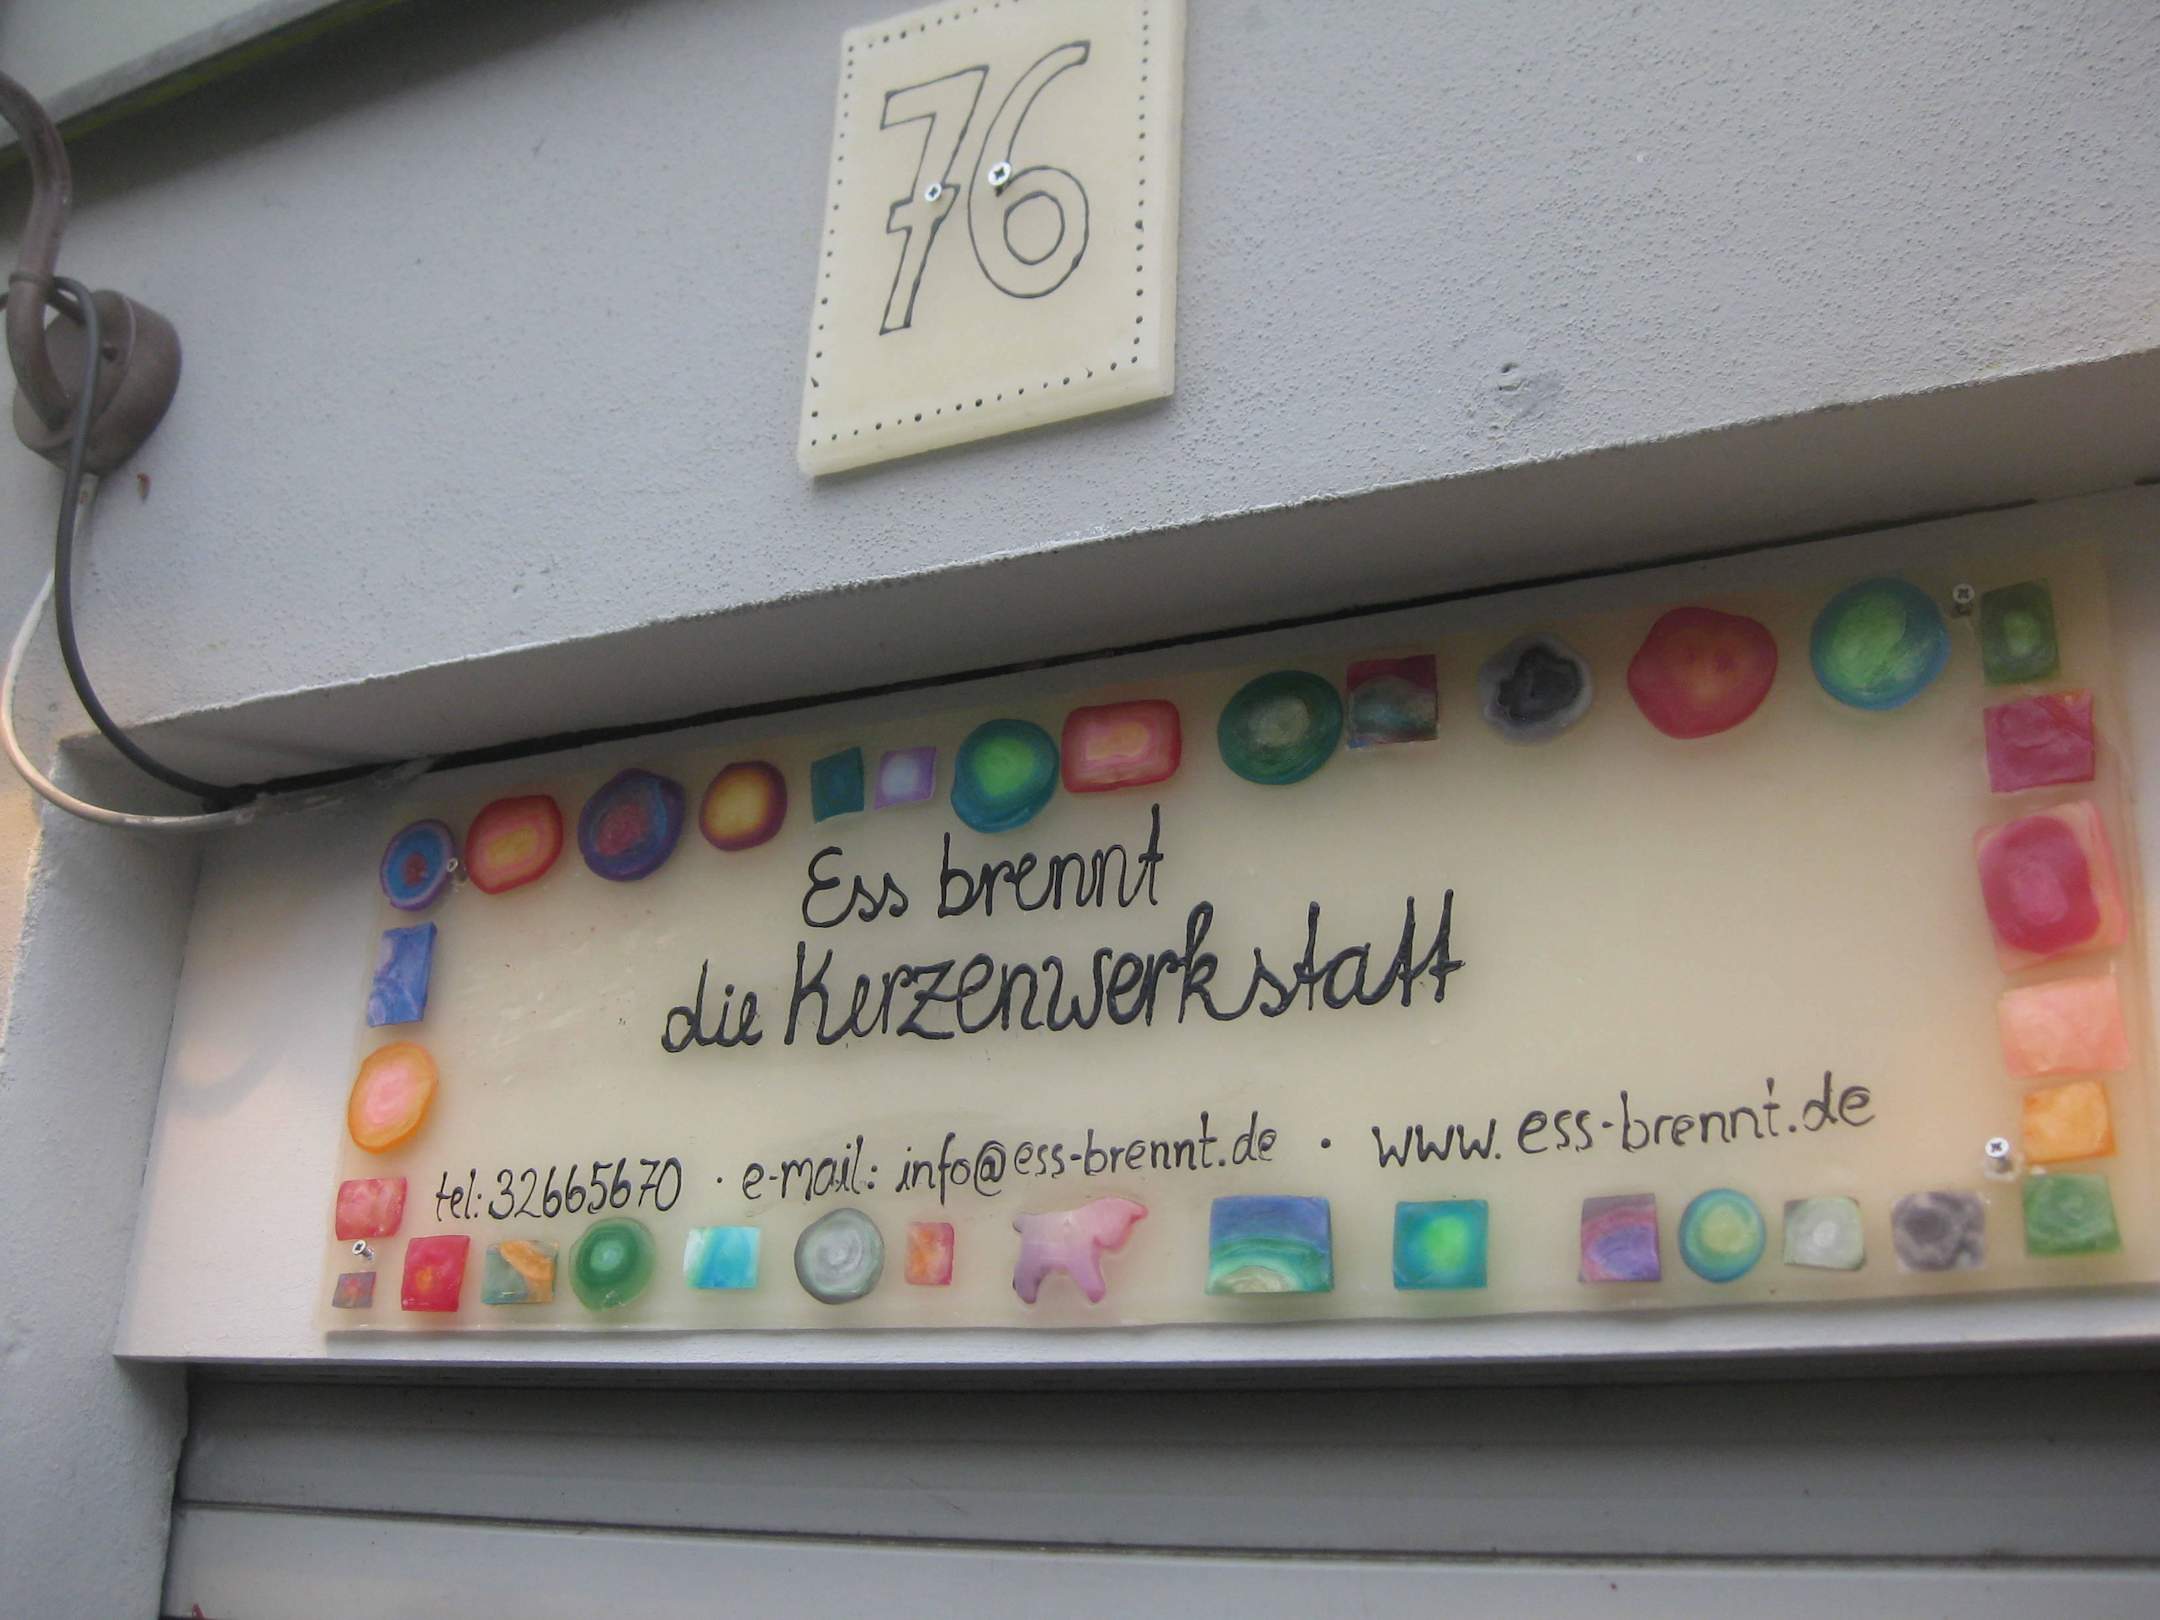 76
Ess brennt
die Kerzenwerkstatt
tel: 32665670 · e-mail: info@ess-brennt.de · www.ess-brennt.de